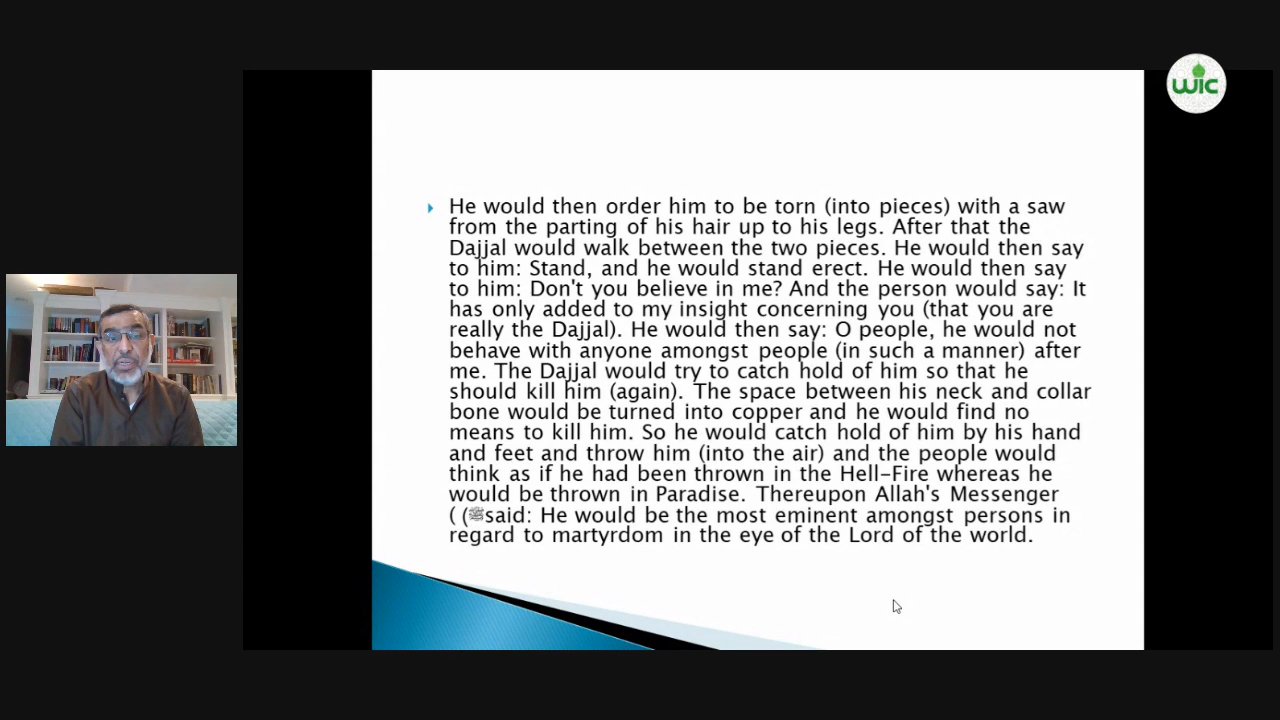 WIC
He would then order him to be torn (into pieces) with a saw
from the parting of his hair up to his legs. After that the
Dajjal would walk between the two pieces. He would then say
to him: Stand, and he would stand erect. He would then say
to him: Don't you believe in me? And the person would say: It
has only added to my insight concerning you (that you are
really the Dajjal). He would then say: O people, he would not
behave with anyone amongst people (in such a manner) after
me. The Dajjal would try to catch hold of him so that he
should kill him (again). The space between his neck and collar
bone would be turned into copper and he would find no
means to kill him. So he would catch hold of him by his hand
and feet and throw him (into the air) and the people would
think as if he had been thrown in the Hell-Fire whereas he
would be thrown in Paradise. Thereupon Allah's Messenger
( (ﷺsaid: He would be the most eminent amongst persons in
regard to martyrdom in the eye of the Lord of the world.